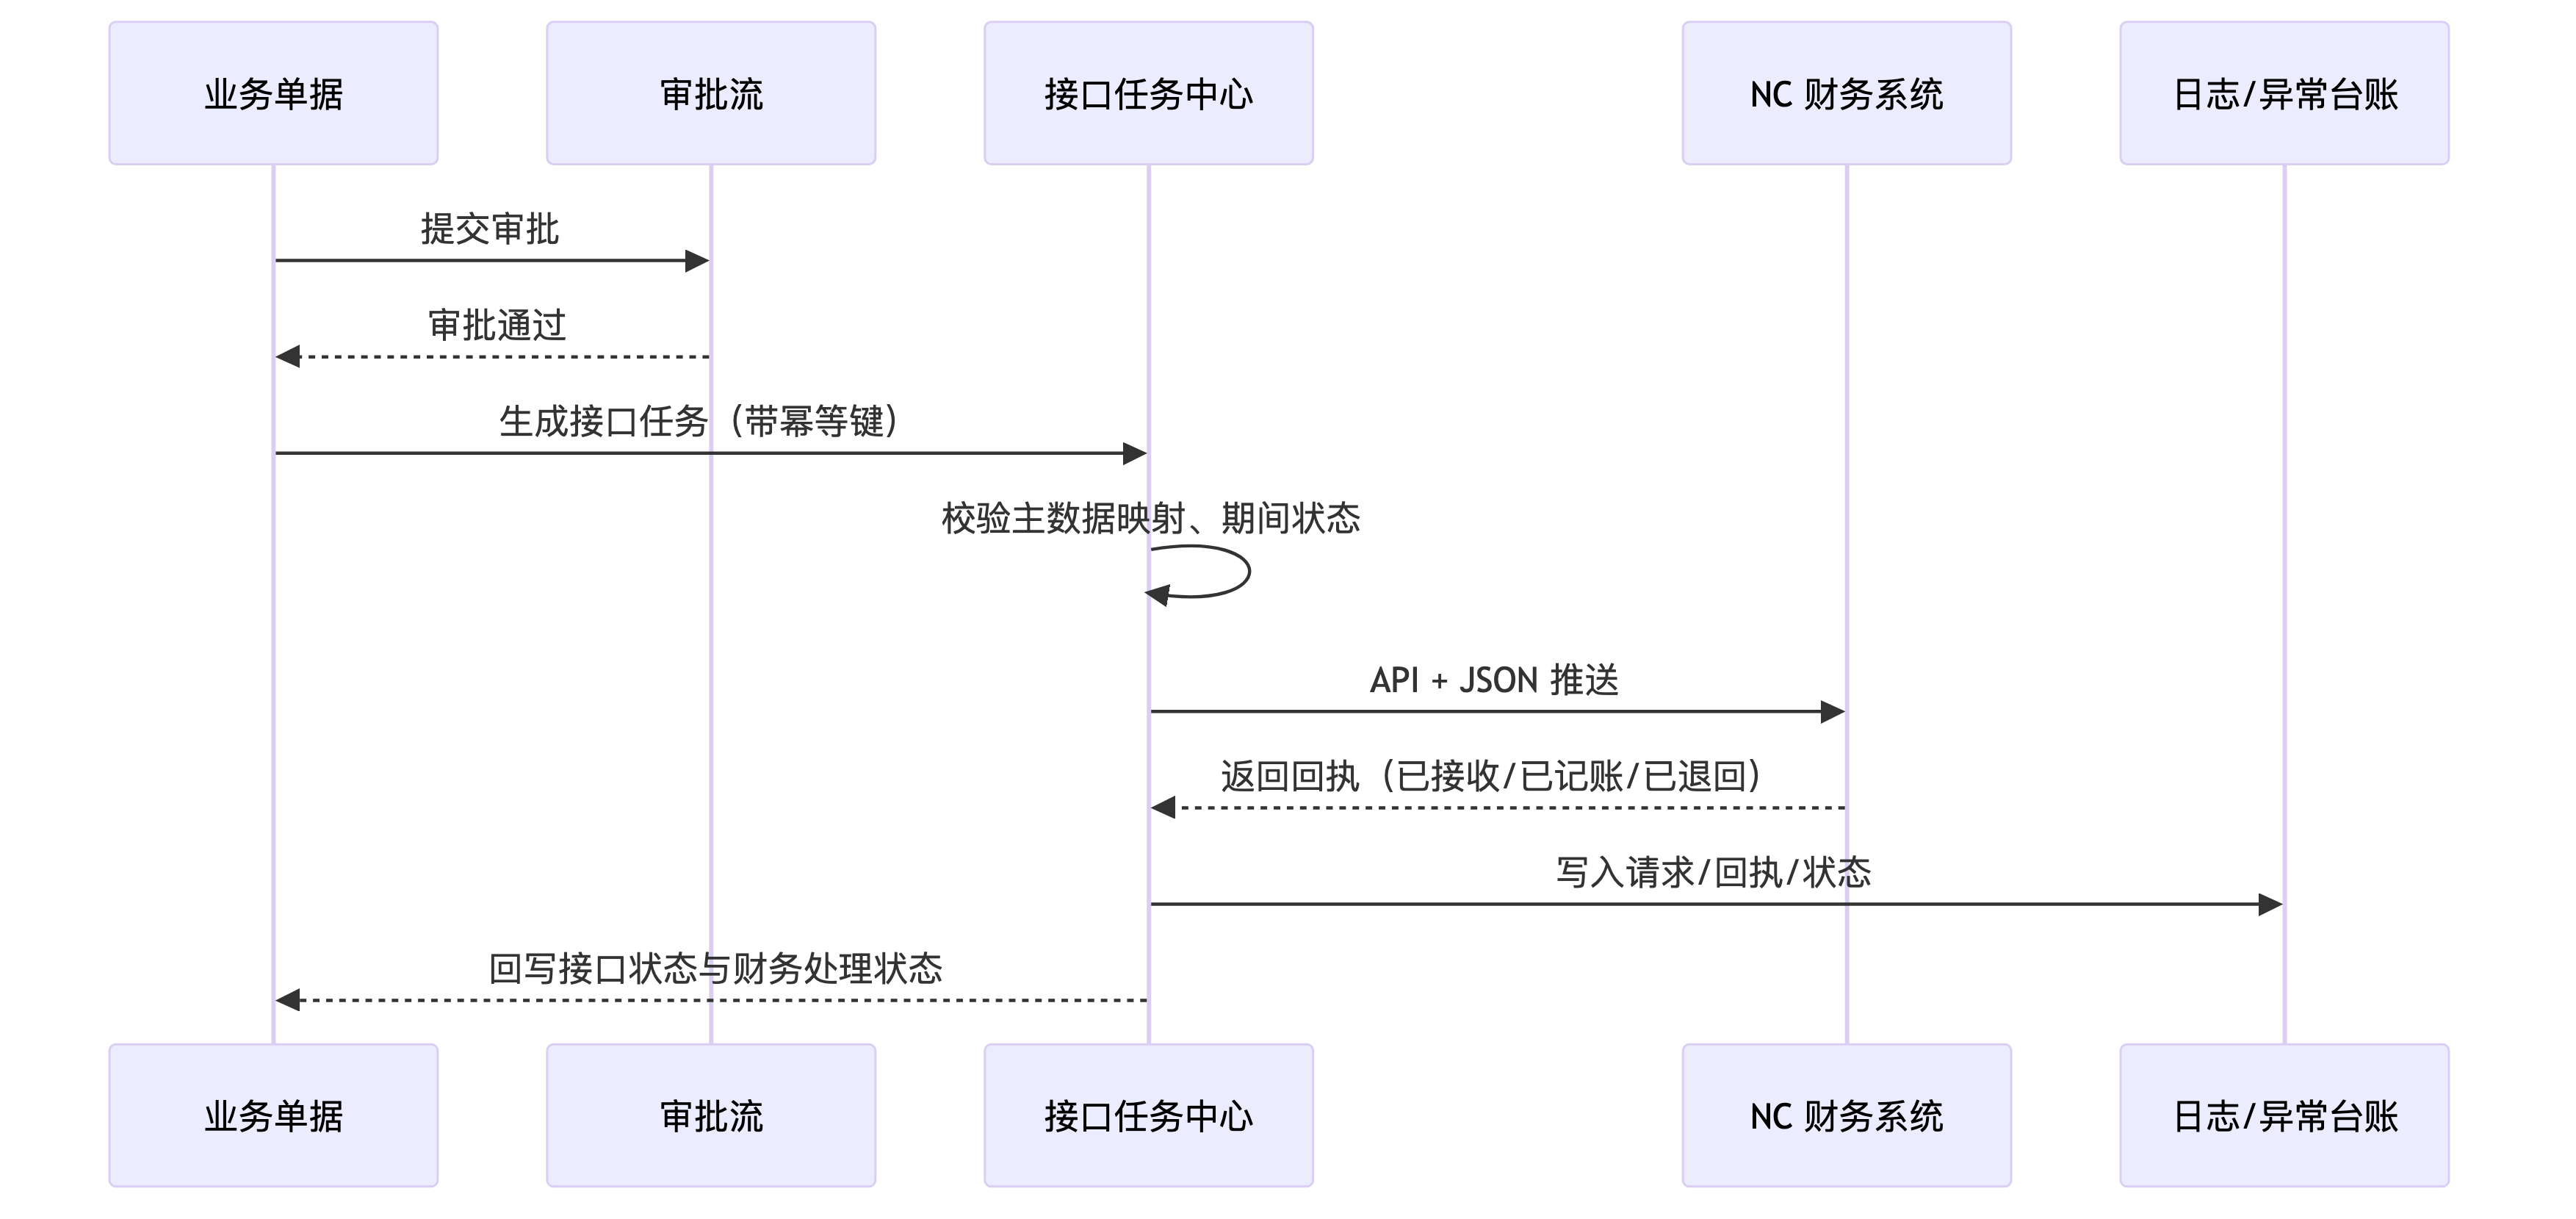 业务单据
审批流
接口任务中心
NC 财务系统
日志/异常台账
提交审批
审批通过
生成接口任务（带幂等键）
校验主数据映射、期间状态
API + JSON 推送
返回回执（已接收/已记账/已退回）
写入请求/回执/状态
回写接口状态与财务处理状态
业务单据
审批流
接口任务中心
NC 财务系统
日志/异常台账